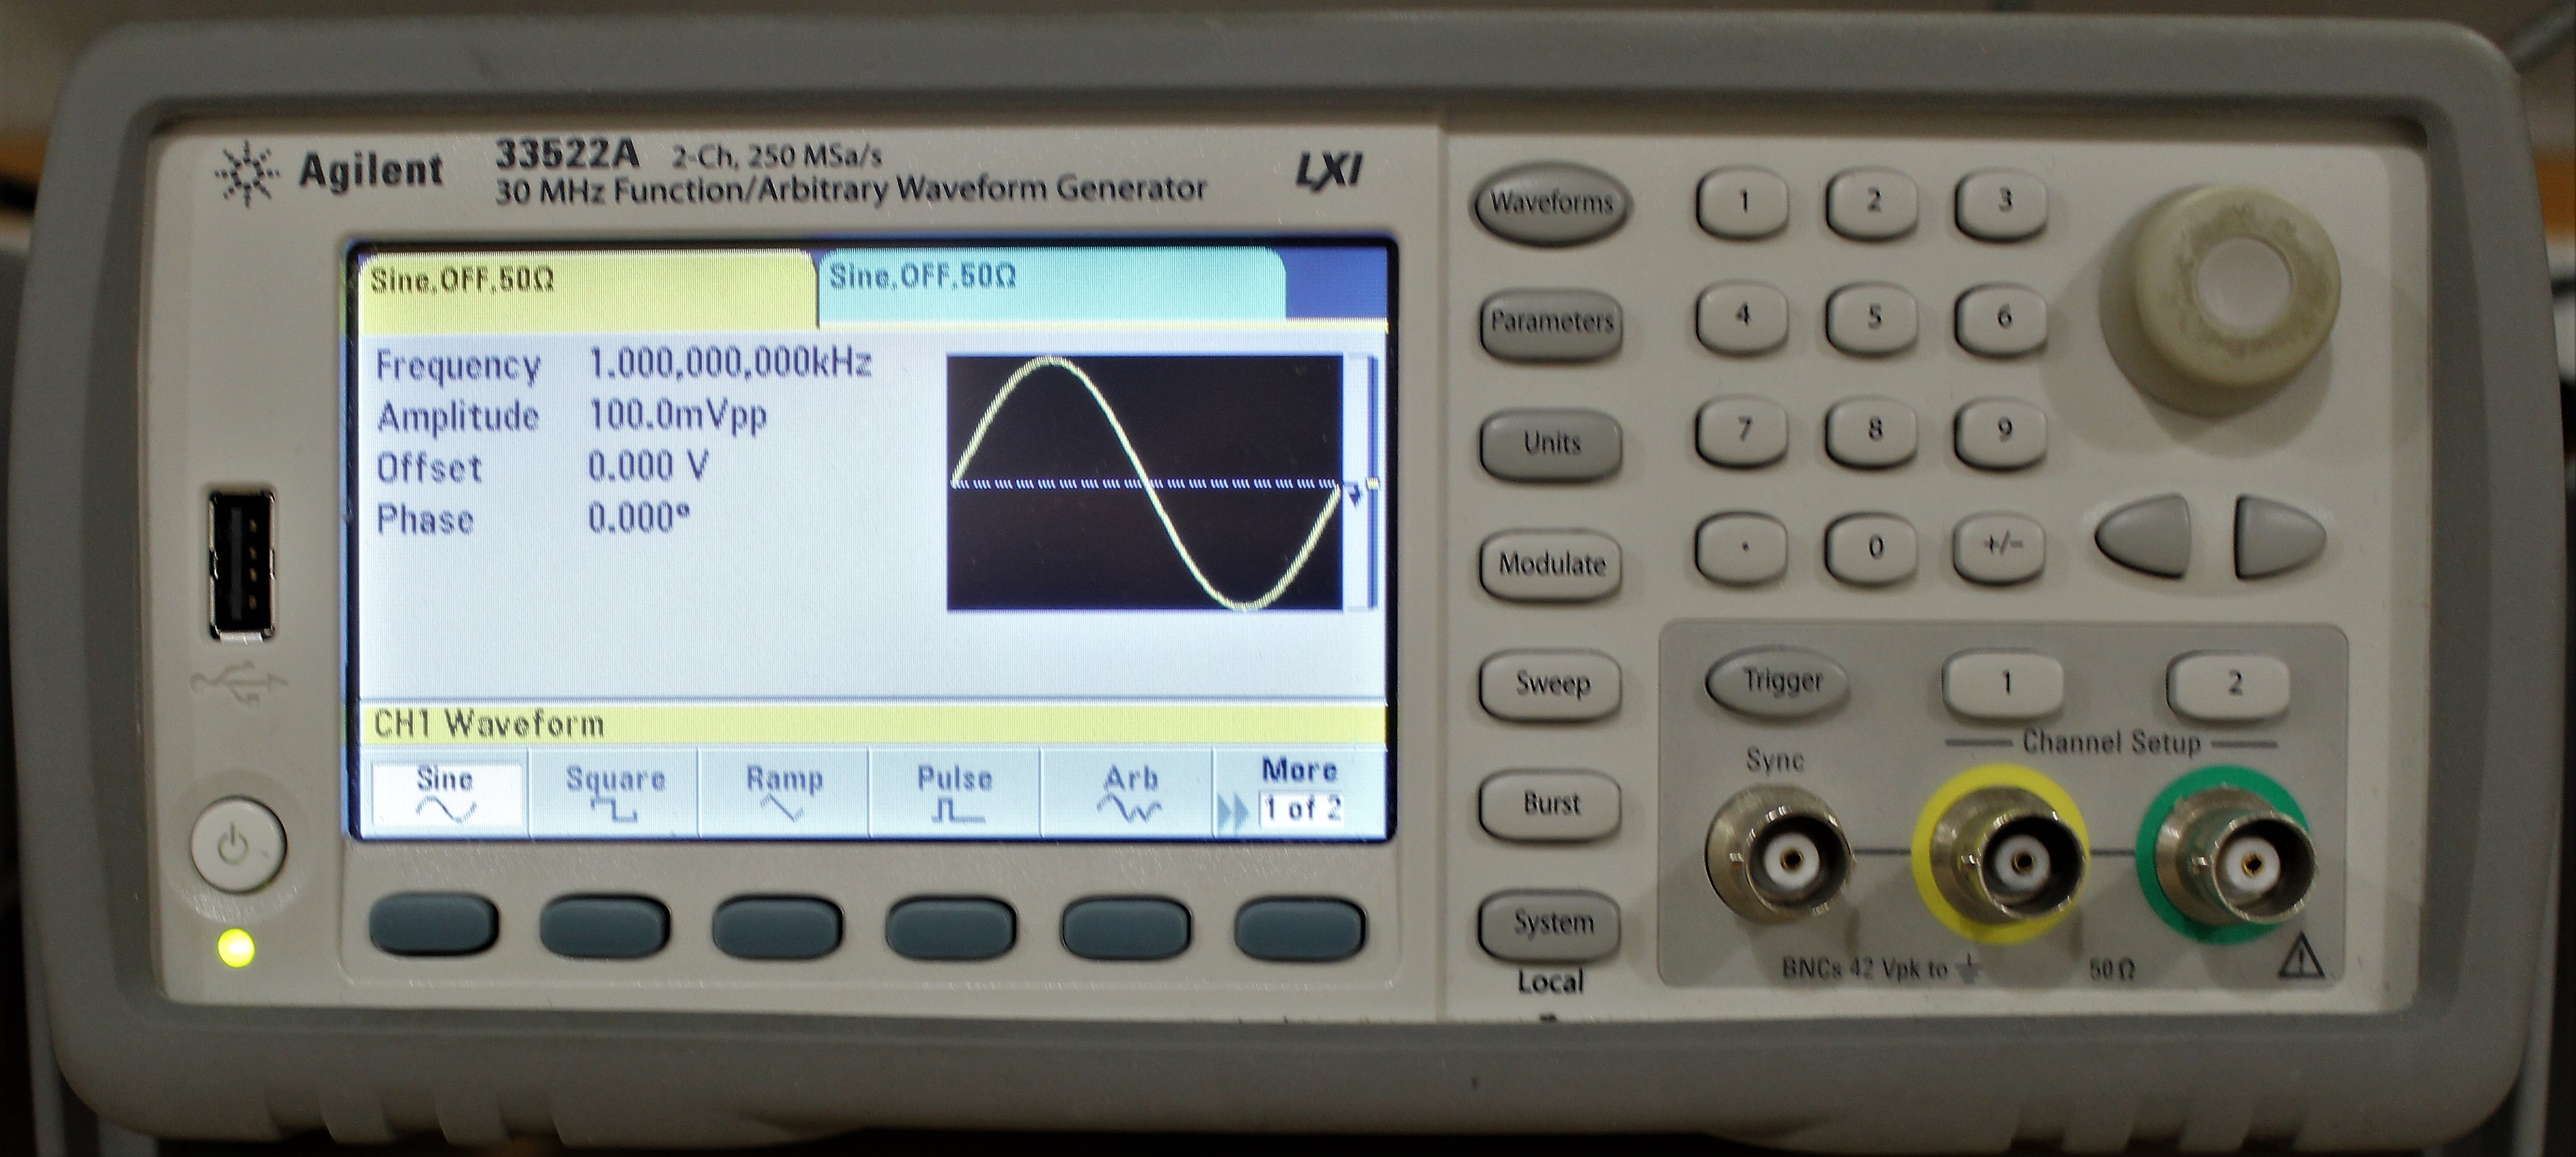 Agilent
33522A 2-Ch, 250 MSa/s
30 MHz Function/Arbitrary Waveform Generator
LXI
Sine,OFF,50Ω
Sine,OFF,50Ω
Frequency 1.000,000,000kHz
Amplitude 100.0mVpp
Offset 0.000 V
Phase 0.000°
CH1 Waveform
Sine
Square
Ramp
Pulse
Arb
More
1 of 2
Waveforms
Parameters
Units
Modulate
Sweep
Burst
System
Local
1 2 3
4 5 6
7 8 9
. 0 +/-
Trigger
1
2
Channel Setup
Sync
BNCs 42 Vpk to
50Ω